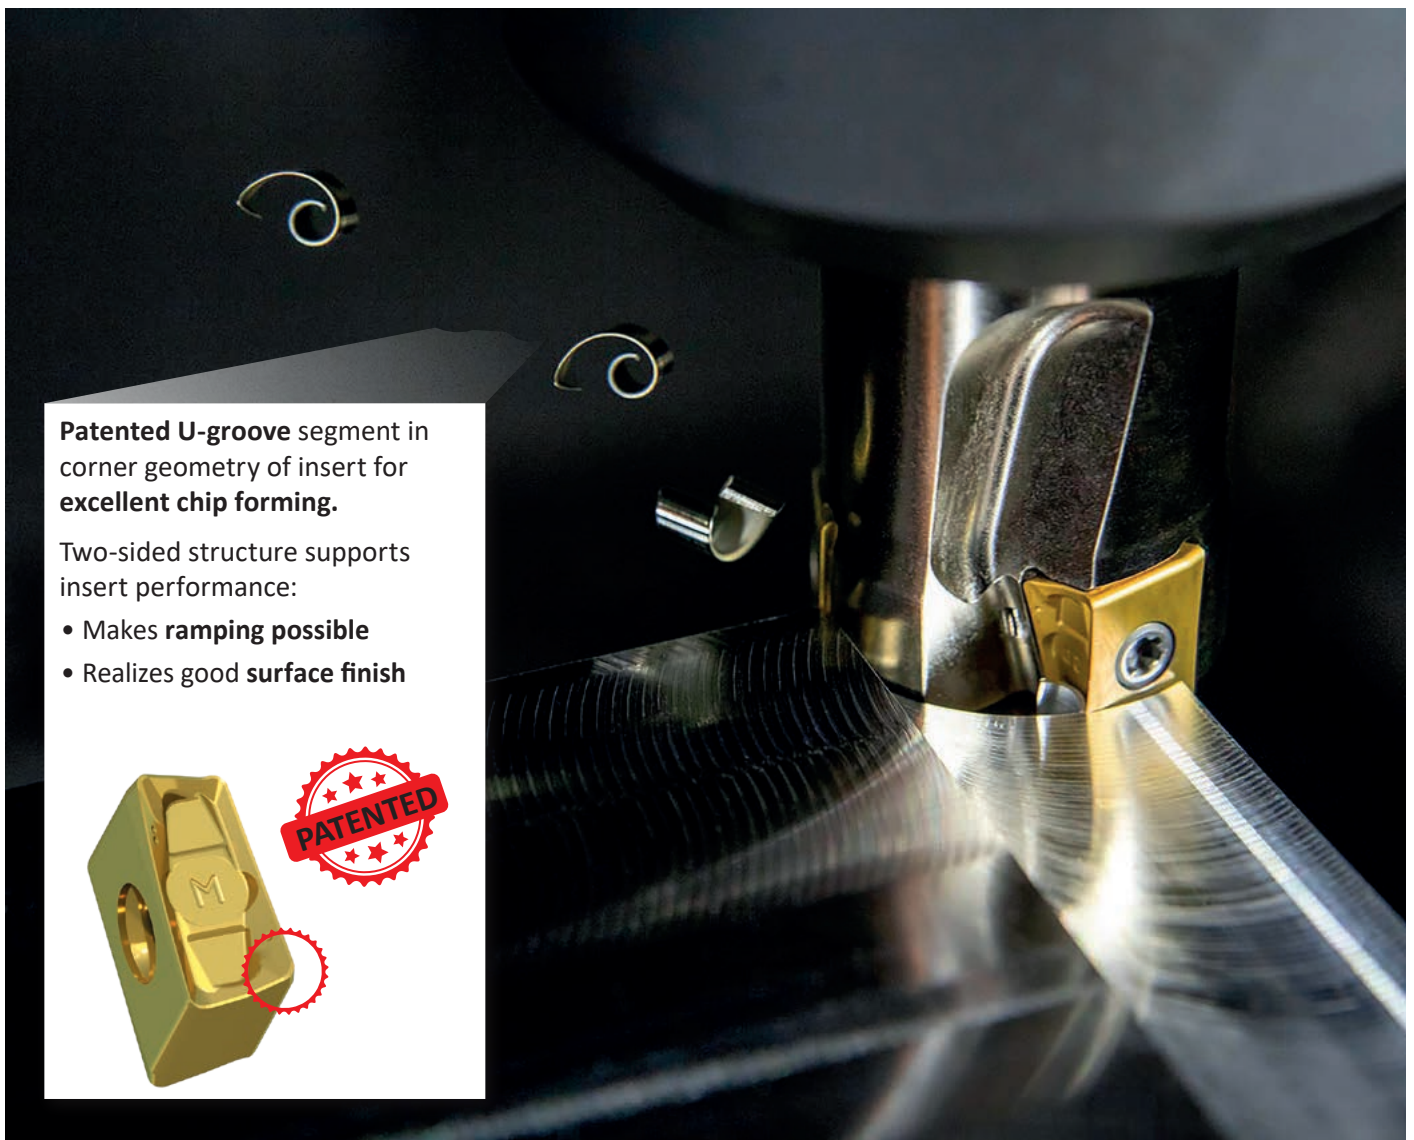 Patented U-groove segment in
corner geometry of insert for
excellent chip forming.
Two-sided structure supports
insert performance:
• Makes ramping possible
• Realizes good surface finish
PATENTED
M